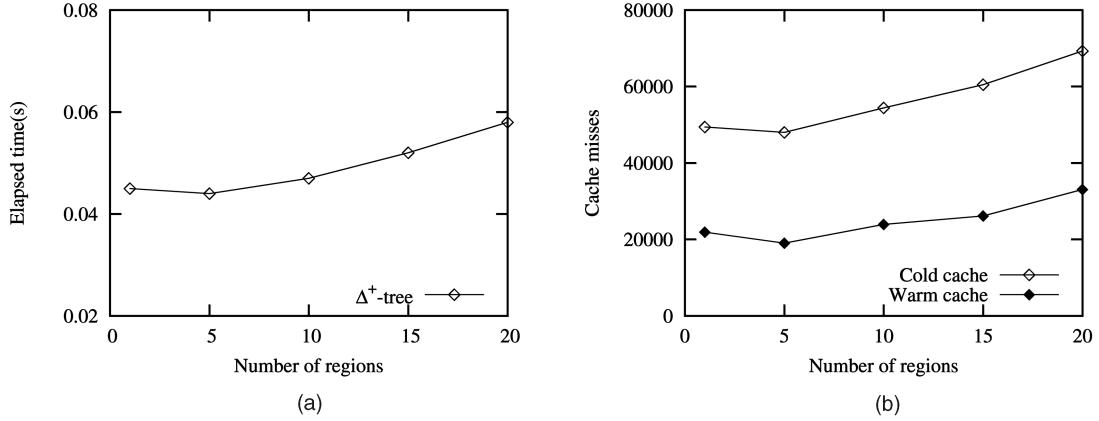 0.08
0.06
0.04
0.02
Elapsed time(s)
Δ+-tree
0 5 10 15 20
Number of regions
(a)
80000
60000
40000
20000
0
Cache misses
Cold cache
Warm cache
0 5 10 15 20
Number of regions
(b)